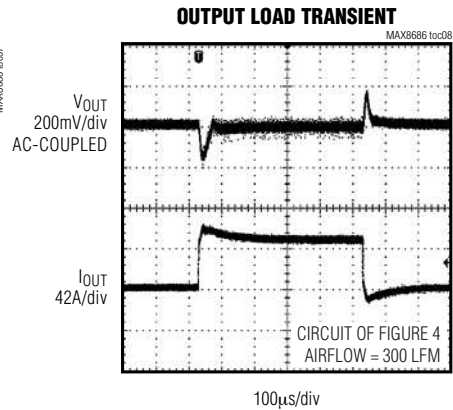 OUTPUT LOAD TRANSIENT
MAX8686 toc08
T
VOUT
200mV/div
AC-COUPLED
IOUT
42A/div
CIRCUIT OF FIGURE 4
AIRFLOW = 300 LFM
100μs/div